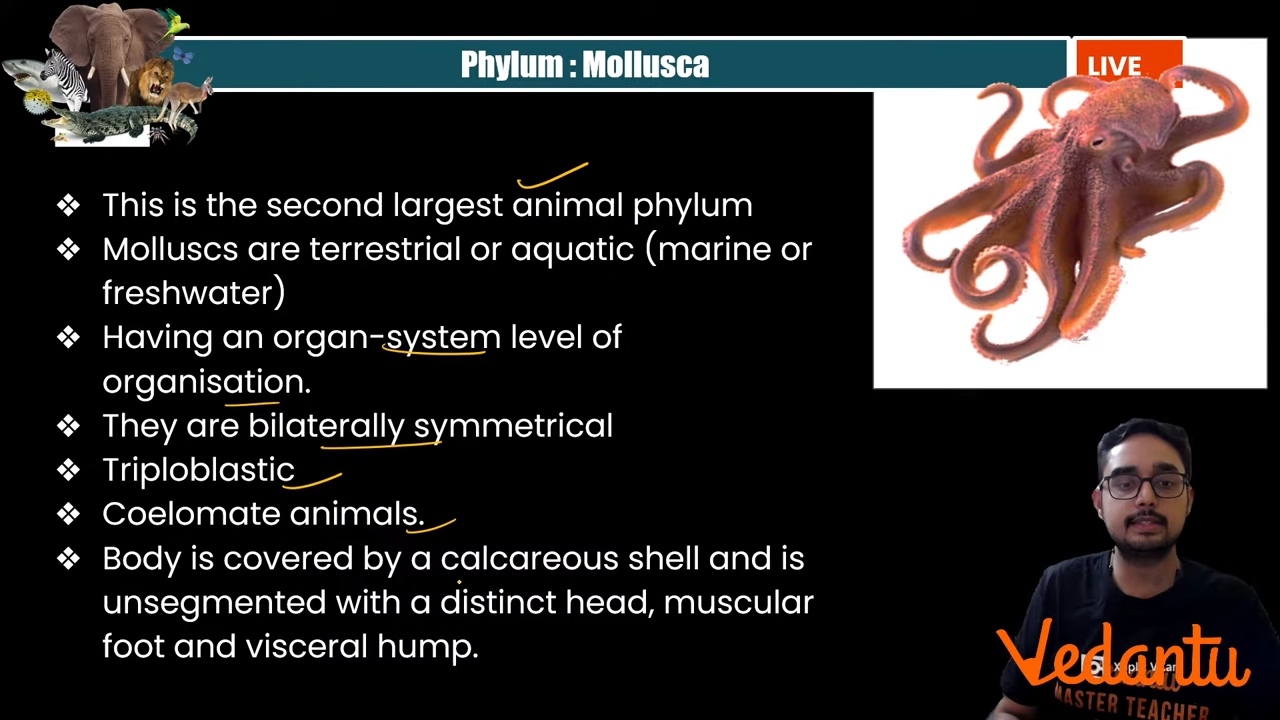 Phylum : Mollusca
LIVE
❖ This is the second largest animal phylum
❖ Molluscs are terrestrial or aquatic (marine or
freshwater)
❖ Having an organ-system level of
organisation.
❖ They are bilaterally symmetrical
❖ Triploblastic
❖ Coelomate animals.
❖ Body is covered by a calcareous shell and is
unsegmented with a distinct head, muscular
foot and visceral hump.
Vedantu
MASTER TEACHER